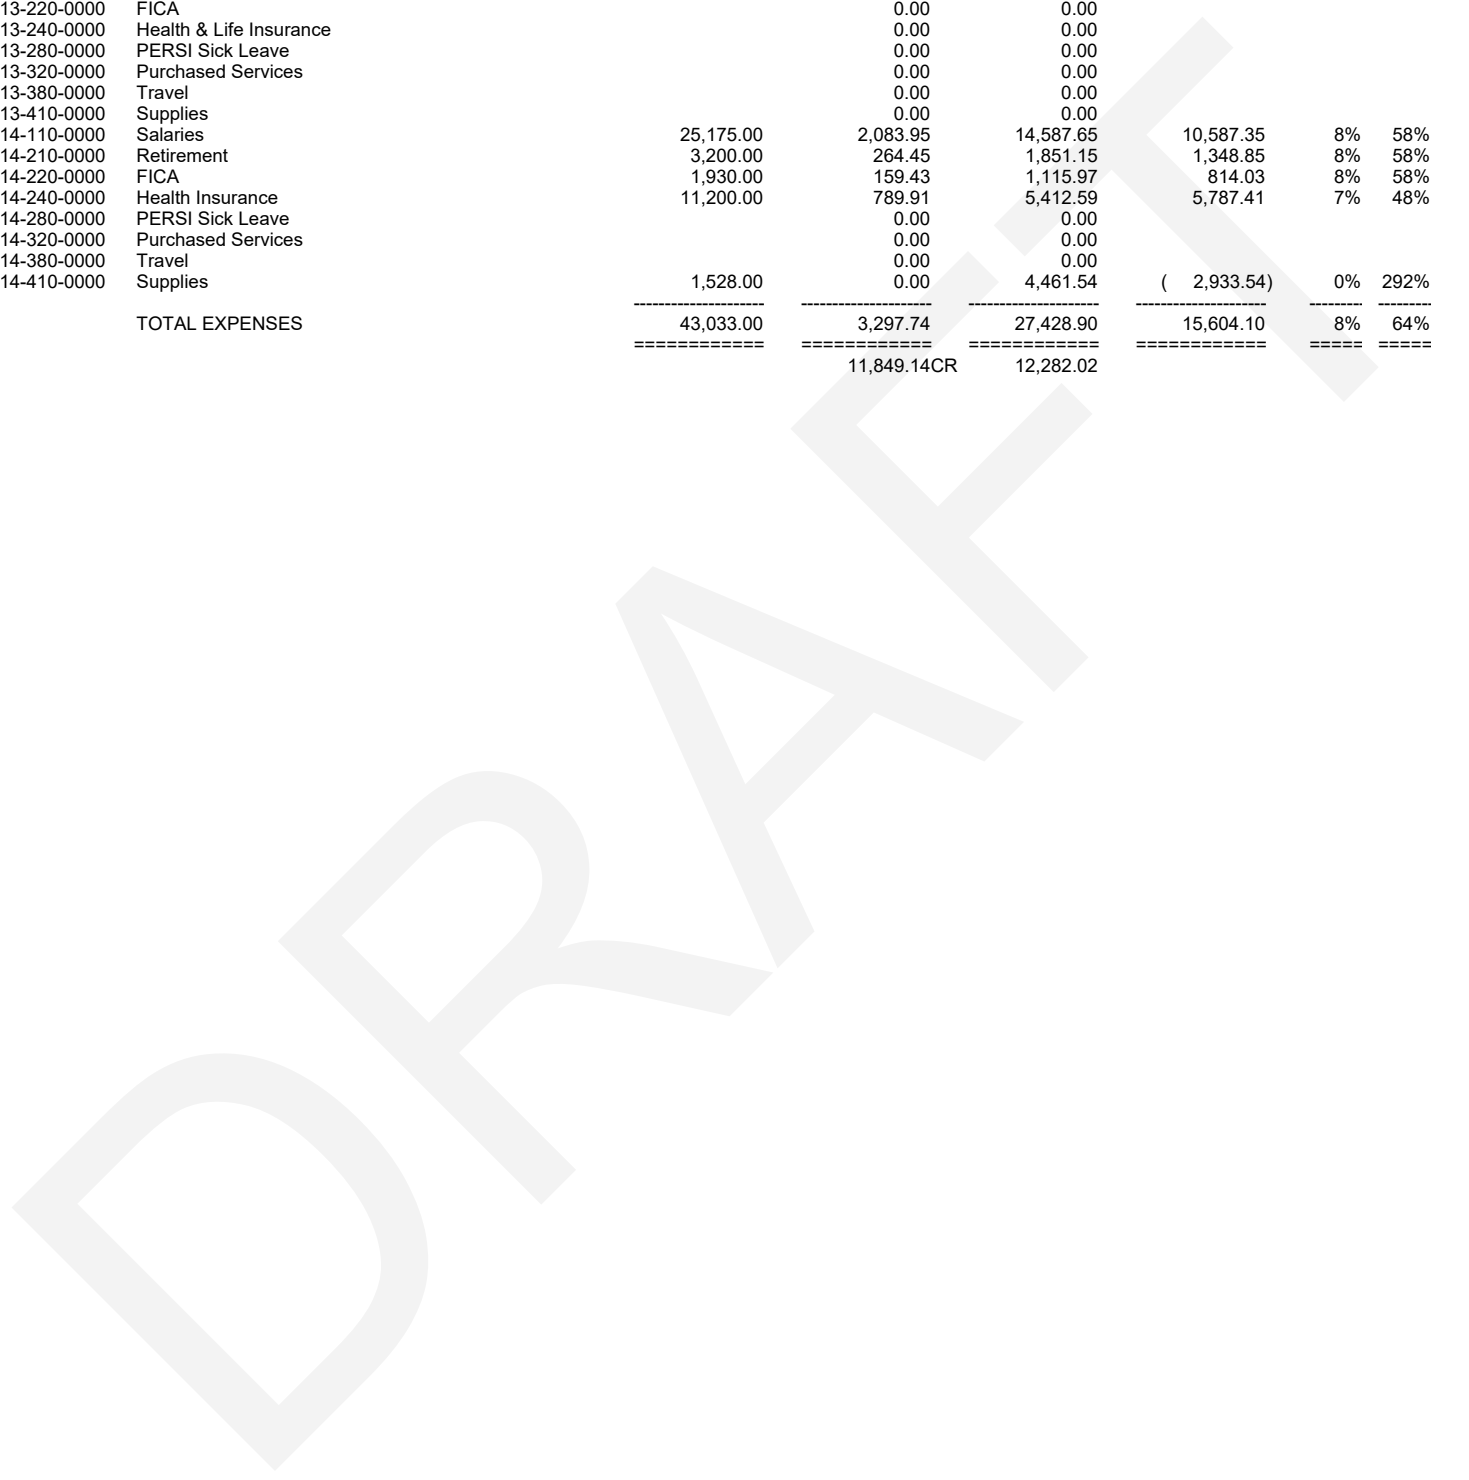 13-220-0000 FICA 0.00 0.00
13-240-0000 Health & Life Insurance 0.00 0.00
13-280-0000 PERSI Sick Leave 0.00 0.00
13-320-0000 Purchased Services 0.00 0.00
13-380-0000 Travel 0.00 0.00
13-410-0000 Supplies 0.00 0.00
14-110-0000 Salaries 25,175.00 2,083.95 14,587.65 10,587.35 8% 58%
14-210-0000 Retirement 3,200.00 264.45 1,851.15 1,348.85 8% 58%
14-220-0000 FICA 1,930.00 159.43 1,115.97 814.03 8% 58%
14-240-0000 Health Insurance 11,200.00 789.91 5,412.59 5,787.41 7% 48%
14-280-0000 PERSI Sick Leave 0.00 0.00
14-320-0000 Purchased Services 0.00 0.00
14-380-0000 Travel 0.00 0.00
14-410-0000 Supplies 1,528.00 0.00 4,461.54 ( 2,933.54) 0% 292%
--------------------- --------------------- --------------------- --------------------- -------- --------
TOTAL EXPENSES 43,033.00 3,297.74 27,428.90 15,604.10 8% 64%
============ ============ ============ ============ ===== =====
11,849.14CR 12,282.02
DRAFT